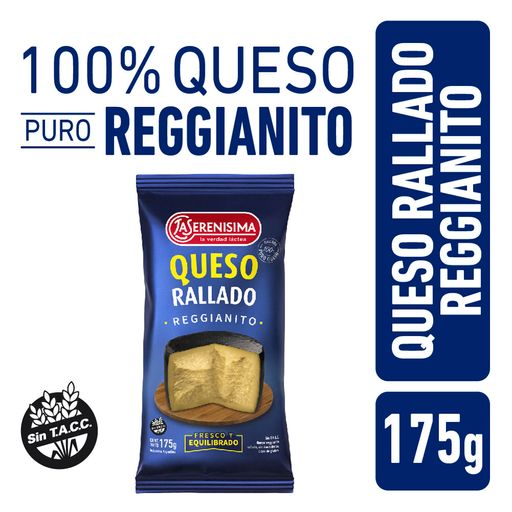 100% QUESO
PURO REGGIANITO
LA SERENISIMA
la verdad láctea
QUESO
RALLADO
REGGIANITO
FRESCO Y
EQUILIBRADO
175g
Sin T.A.C.C.
QUESO RALLADO
REGGIANITO
175g